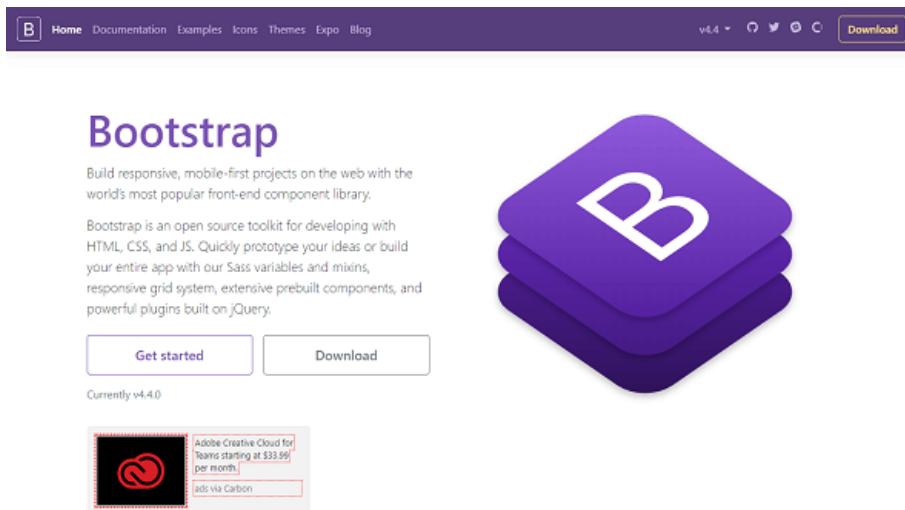 B Home Documentation Examples Icons Themes Expo Blog v4.4 Download
Bootstrap
Build responsive, mobile-first projects on the web with the
world's most popular front-end component library.
Bootstrap is an open source toolkit for developing with
HTML, CSS, and JS. Quickly prototype your ideas or build
your entire app with our Sass variables and mixins,
responsive grid system, extensive prebuilt components, and
powerful plugins built on jQuery.
Get started Download
Currently v4.4.0
Adobe Creative Cloud for
Teams starting at $33.99
per month.
ads via Carbon
B